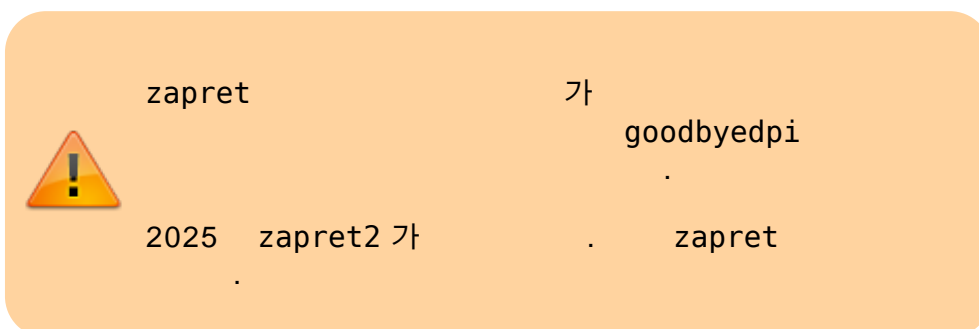 zapret 가
goodbyedpi
.
2025 zapret2 가 . zapret
.